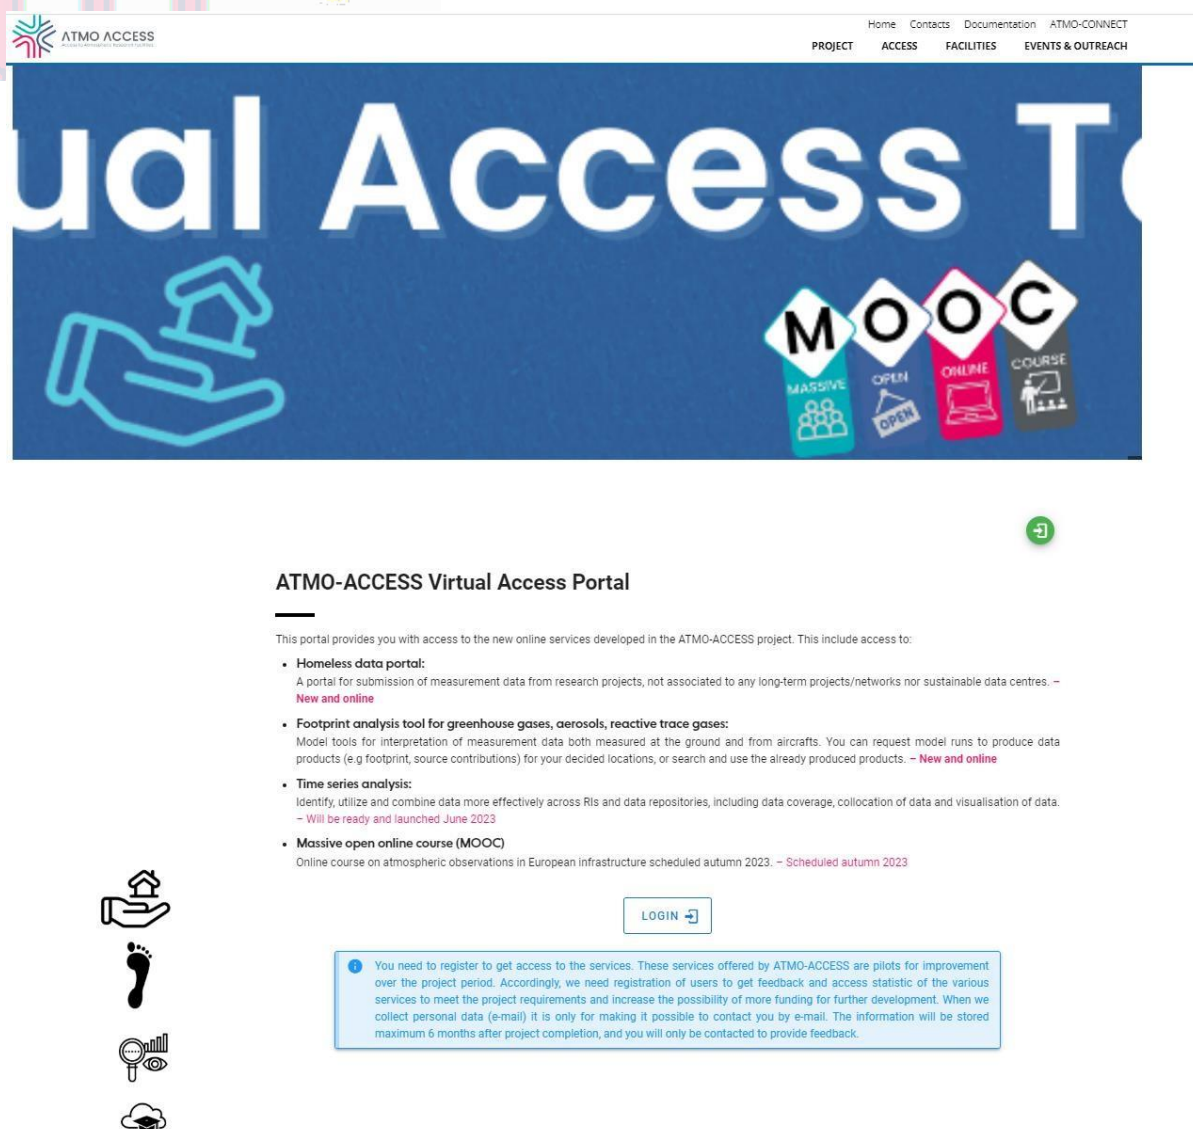 ATMO ACCESS
Access to Atmospheric Research Facilities
Home Contacts Documentation ATMO-CONNECT
PROJECT ACCESS FACILITIES EVENTS & OUTREACH
ual Access T
M O O C
MASSIVE OPEN ONLINE COURSE
OPEN
ATMO-ACCESS Virtual Access Portal
This portal provides you with access to the new online services developed in the ATMO-ACCESS project. This include access to:
• Homeless data portal:
A portal for submission of measurement data from research projects, not associated to any long-term projects/networks nor sustainable data centres. –
New and online
• Footprint analysis tool for greenhouse gases, aerosols, reactive trace gases:
Model tools for interpretation of measurement data both measured at the ground and from aircrafts. You can request model runs to produce data
products (e.g footprint, source contributions) for your decided locations, or search and use the already produced products. – New and online
• Time series analysis:
Identify, utilize and combine data more effectively across RIs and data repositories, including data coverage, collocation of data and visualisation of data.
– Will be ready and launched June 2023
• Massive open online course (MOOC)
Online course on atmospheric observations in European infrastructure scheduled autumn 2023. – Scheduled autumn 2023
LOGIN
You need to register to get access to the services. These services offered by ATMO-ACCESS are pilots for improvement
over the project period. Accordingly, we need registration of users to get feedback and access statistic of the various
services to meet the project requirements and increase the possibility of more funding for further development. When we
collect personal data (e-mail) it is only for making it possible to contact you by e-mail. The information will be stored
maximum 6 months after project completion, and you will only be contacted to provide feedback.